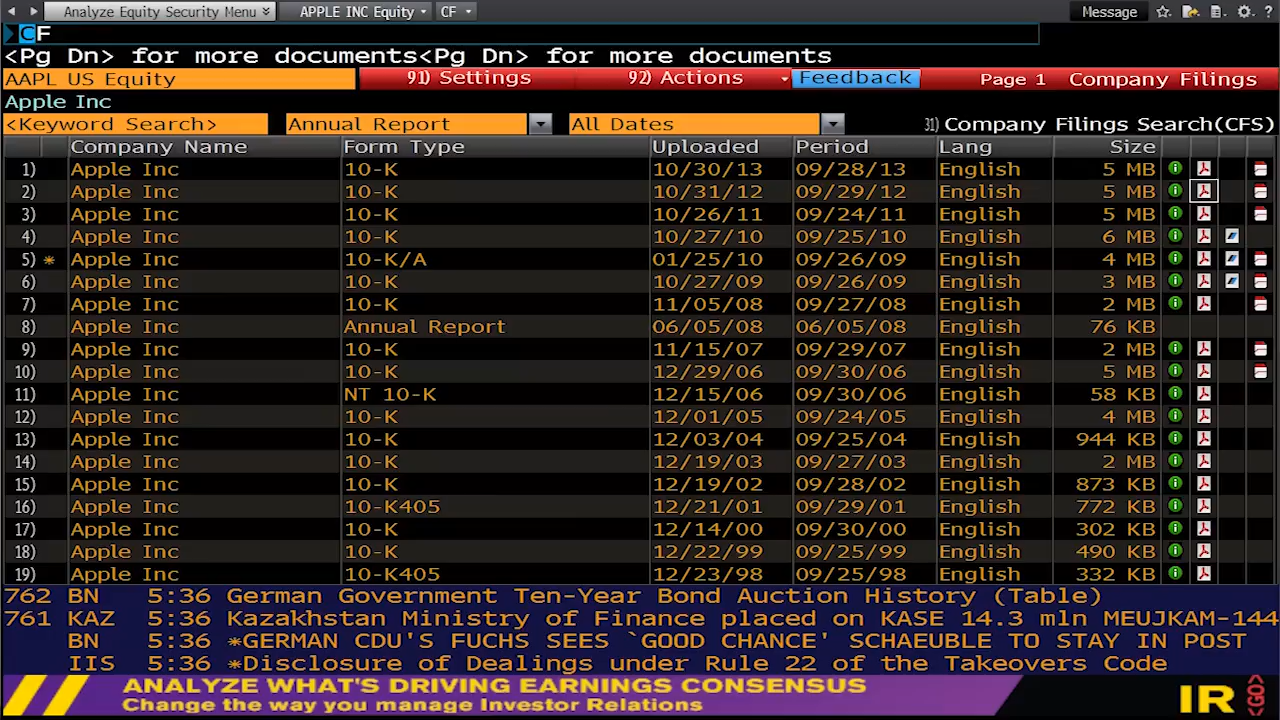 Analyze Equity Security Menu APPLE INC Equity CF Message ?
CF
<Pg Dn> for more documents<Pg Dn> for more documents
AAPL US Equity 91) Settings 92) Actions Feedback Page 1 Company Filings
Apple Inc
<Keyword Search> Annual Report All Dates 31) Company Filings Search(CFS)
Company Name Form Type Uploaded Period Lang Size
1) Apple Inc 10-K 10/30/13 09/28/13 English 5 MB
2) Apple Inc 10-K 10/31/12 09/29/12 English 5 MB
3) Apple Inc 10-K 10/26/11 09/24/11 English 5 MB
4) Apple Inc 10-K 10/27/10 09/25/10 English 6 MB
5) * Apple Inc 10-K/A 01/25/10 09/26/09 English 4 MB
6) Apple Inc 10-K 10/27/09 09/26/09 English 3 MB
7) Apple Inc 10-K 11/05/08 09/27/08 English 2 MB
8) Apple Inc Annual Report 06/05/08 06/05/08 English 76 KB
9) Apple Inc 10-K 11/15/07 09/29/07 English 2 MB
10) Apple Inc 10-K 12/29/06 09/30/06 English 5 MB
11) Apple Inc NT 10-K 12/15/06 09/30/06 English 58 KB
12) Apple Inc 10-K 12/01/05 09/24/05 English 4 MB
13) Apple Inc 10-K 12/03/04 09/25/04 English 944 KB
14) Apple Inc 10-K 12/19/03 09/27/03 English 2 MB
15) Apple Inc 10-K 12/19/02 09/28/02 English 873 KB
16) Apple Inc 10-K405 12/21/01 09/29/01 English 772 KB
17) Apple Inc 10-K 12/14/00 09/30/00 English 302 KB
18) Apple Inc 10-K 12/22/99 09/25/99 English 490 KB
19) Apple Inc 10-K405 12/23/98 09/25/98 English 332 KB
762 BN 5:36 German Government Ten-Year Bond Auction History (Table)
761 KAZ 5:36 Kazakhstan Ministry of Finance placed on KASE 14.3 mln MEUJKAM-144
BN 5:36 *GERMAN CDU'S FUCHS SEES `GOOD CHANCE' SCHAEUBLE TO STAY IN POST
IIS 5:36 *Disclosure of Dealings under Rule 22 of the Takeovers Code
ANALYZE WHAT'S DRIVING EARNINGS CONSENSUS
Change the way you manage Investor Relations
IR <GO>